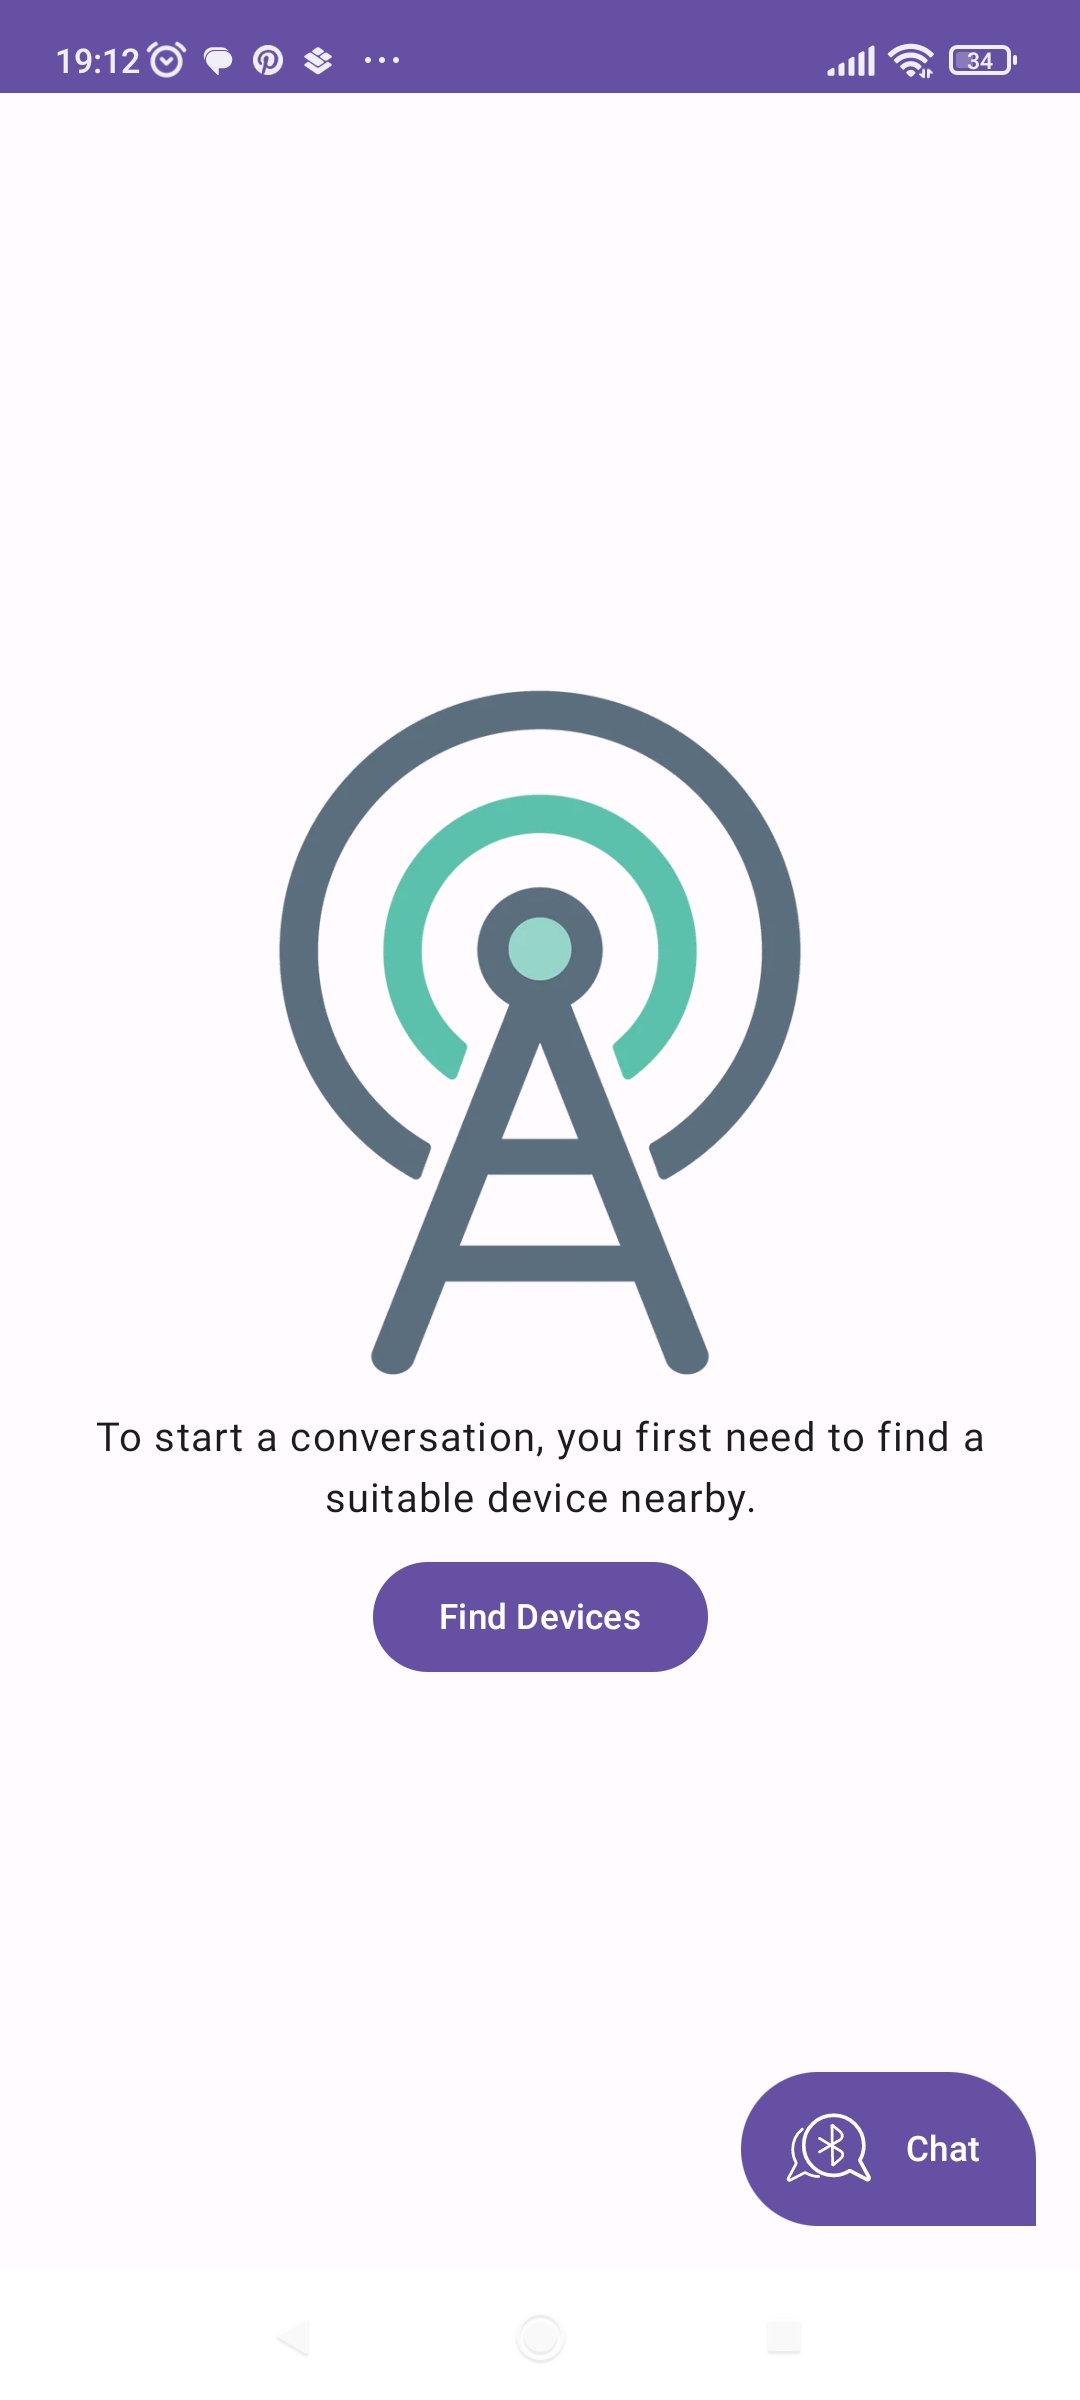 19:12
34
To start a conversation, you first need to find a
suitable device nearby.
Find Devices
Chat